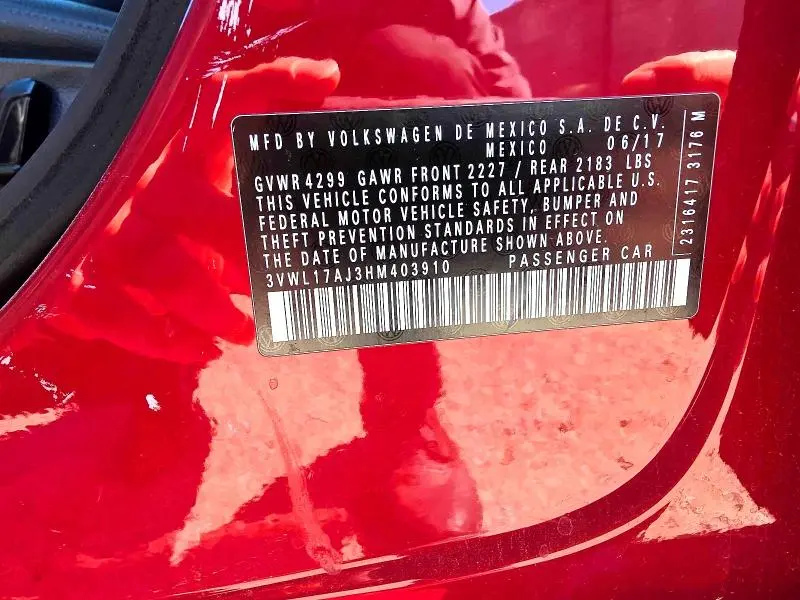 MFD BY VOLKSWAGEN DE MEXICO S.A. DE C.V.
MEXICO 06/17
GVWR 4299 GAWR FRONT 2227 / REAR 2183 LBS
THIS VEHICLE CONFORMS TO ALL APPLICABLE U.S.
FEDERAL MOTOR VEHICLE SAFETY, BUMPER AND
THEFT PREVENTION STANDARDS IN EFFECT ON
THE DATE OF MANUFACTURE SHOWN ABOVE.
3VWL17AJ3HM403910 PASSENGER CAR
2316417 3176 M